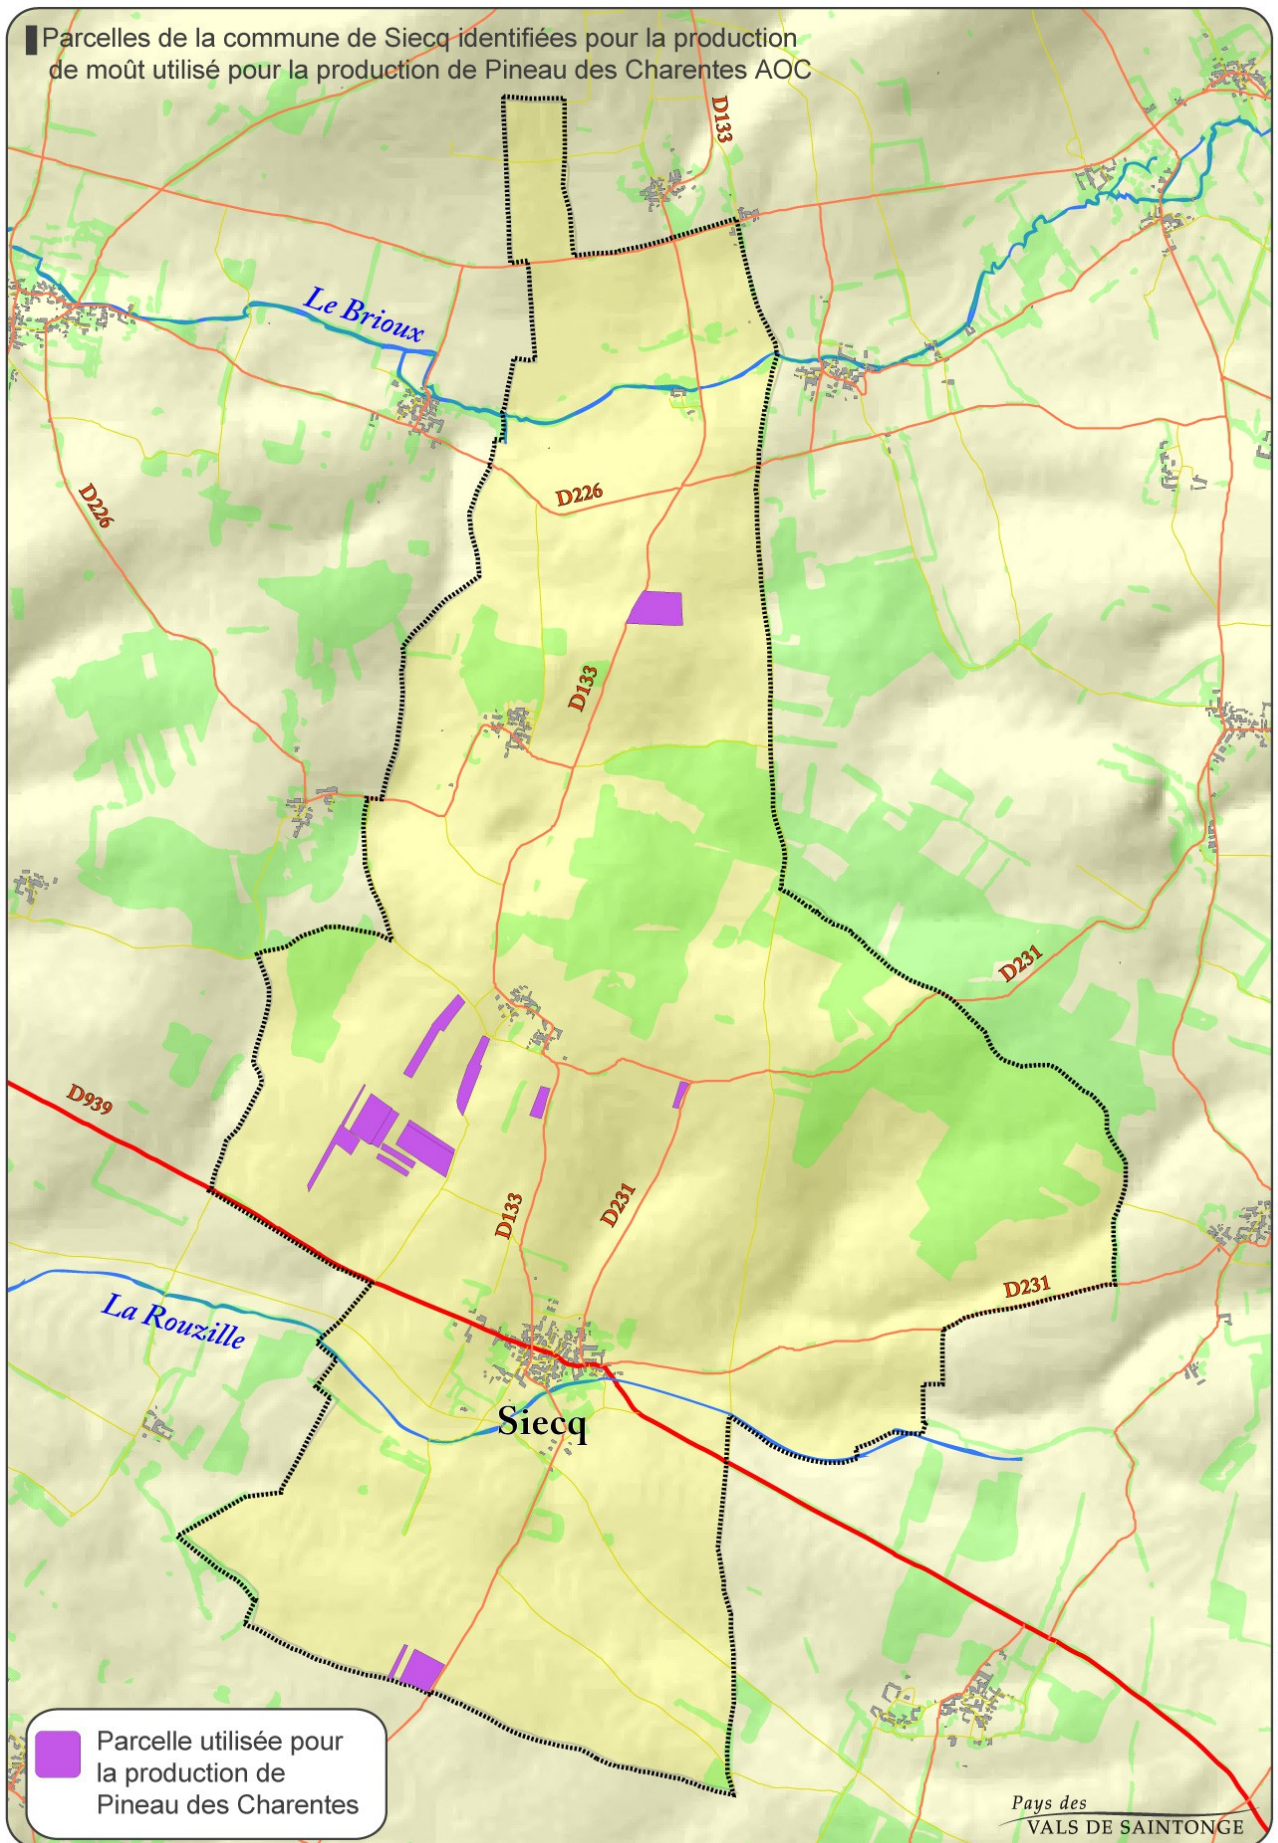 Parcelles de la commune de Siecq identifiées pour la production
de moût utilisé pour la production de Pineau des Charentes AOC
D133
Le Brioux
D226
D226
D133
D231
D939
D133
D231
D231
La Rouzille
Siecq
Parcelle utilisée pour
la production de
Pineau des Charentes
Pays des
VALS DE SAINTONGE